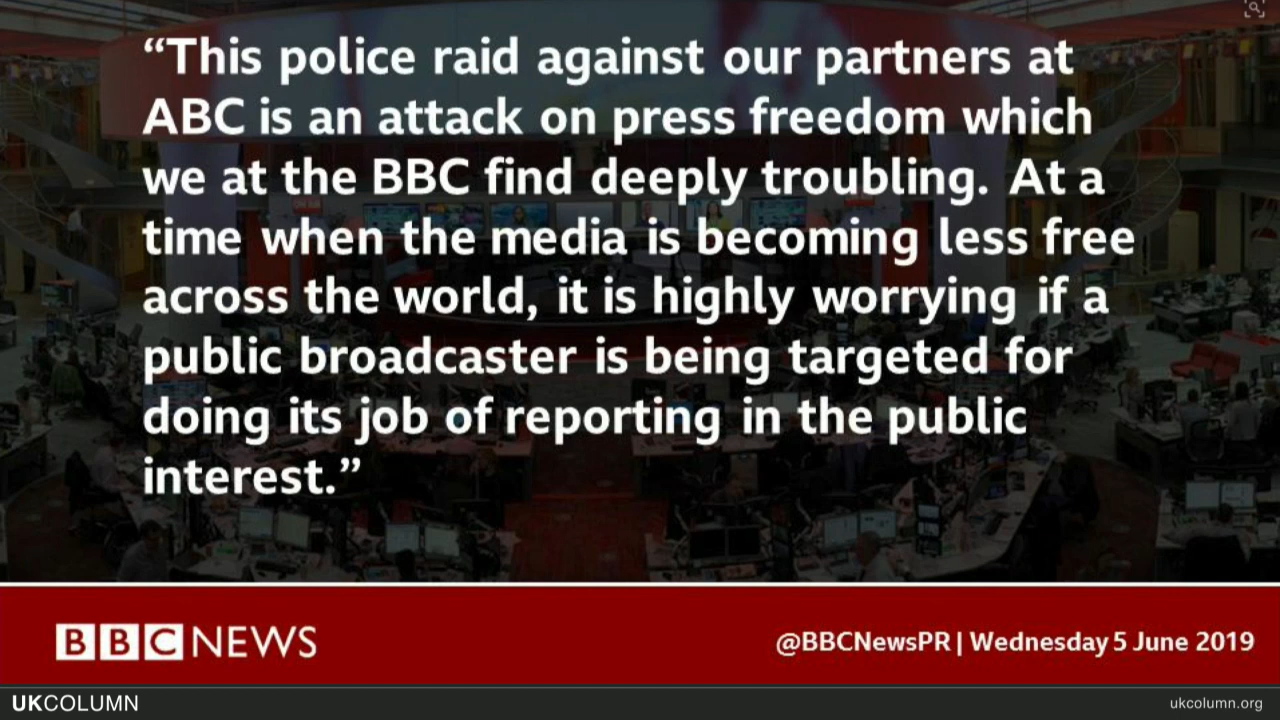 “This police raid against our partners at
ABC is an attack on press freedom which
we at the BBC find deeply troubling. At a
time when the media is becoming less free
across the world, it is highly worrying if a
public broadcaster is being targeted for
doing its job of reporting in the public
interest.”
BBC NEWS
@BBCNewsPR | Wednesday 5 June 2019
UKCOLUMN
ukcolumn.org